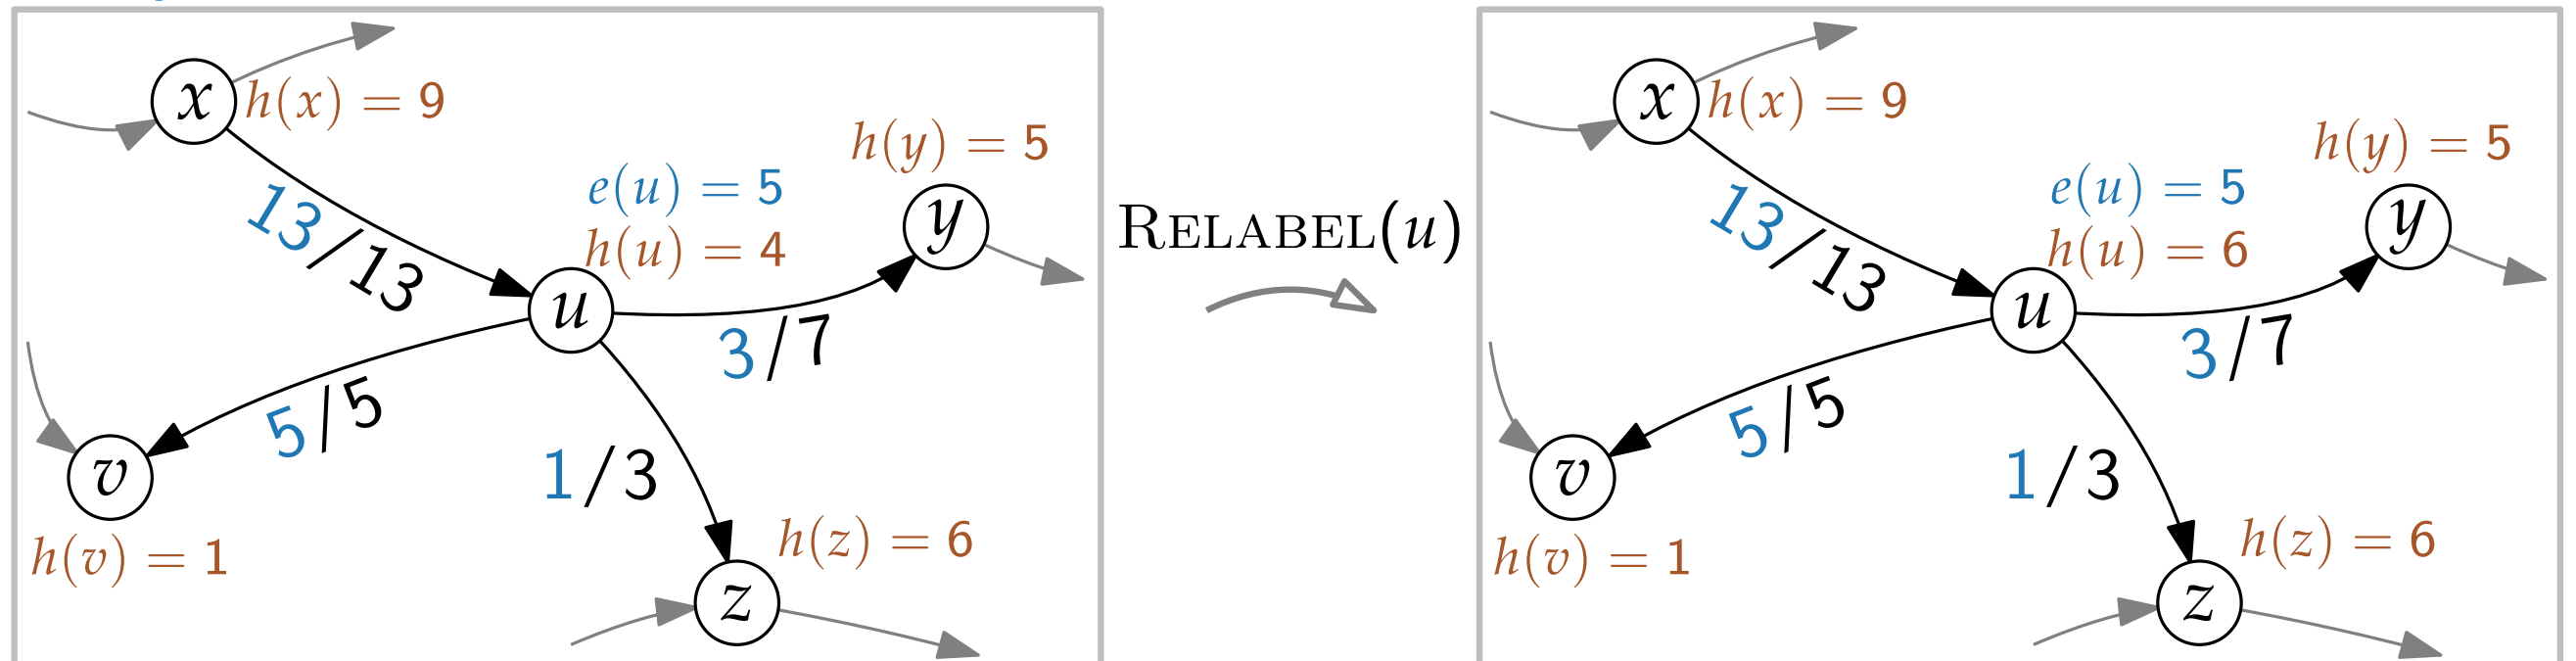 x
h(x) = 9
h(y) = 5
e(u) = 5
h(u) = 4
y
13/13
u
3/7
5/5
v
1/3
h(v) = 1
h(z) = 6
z
RELABEL(u)
x
h(x) = 9
h(y) = 5
e(u) = 5
h(u) = 6
y
13/13
u
3/7
5/5
v
1/3
h(v) = 1
h(z) = 6
z